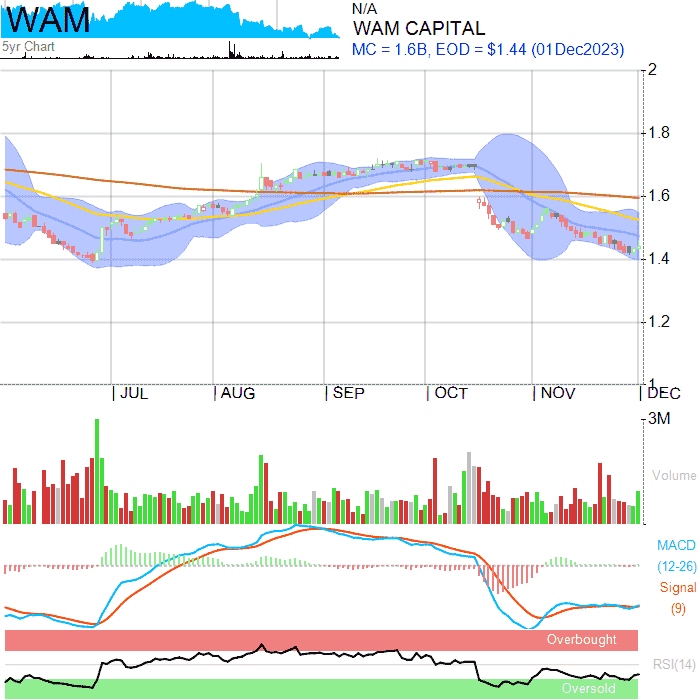 WAM
5yr Chart
N/A
WAM CAPITAL
MC = 1.6B, EOD = $1.44 (01Dec2023)
2
1.8
1.6
1.4
1.2
1
JUL
AUG
SEP
OCT
NOV
DEC
3M
Volume
MACD
(12-26)
Signal
(9)
Overbought
RSI(14)
Oversold